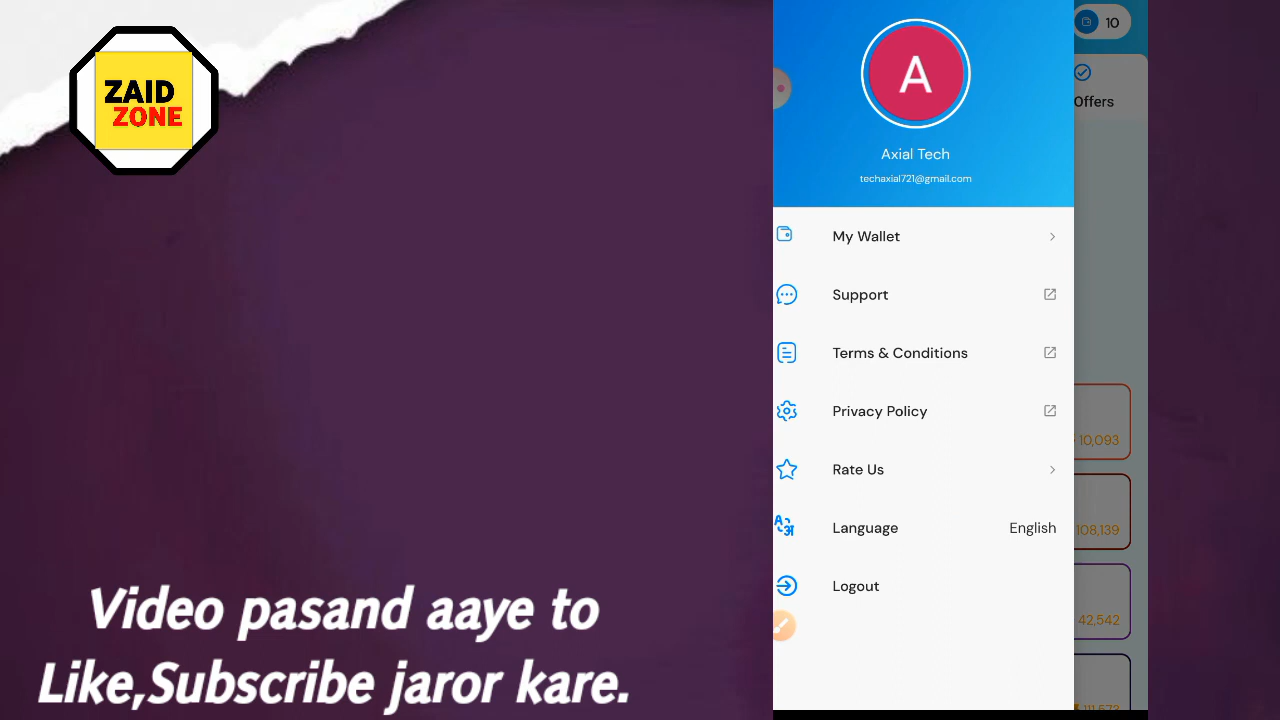 ZAID
ZONE
Video pasand aaye to
Like,Subscribe jaror kare.
A
Axial Tech
techaxial721@gmail.com
My Wallet
Support
Terms & Conditions
Privacy Policy
Rate Us
Language English
Logout
10
Offers
10,093
108,139
42,542